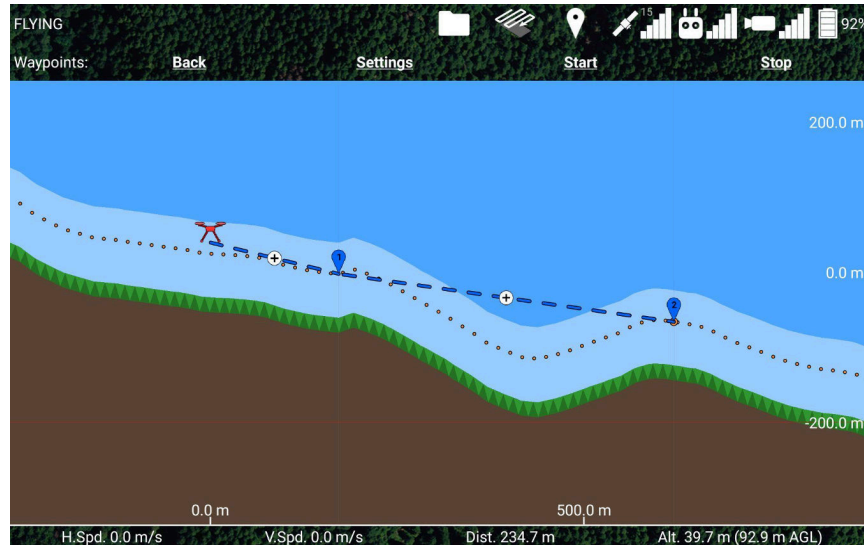 FLYING
15
92%
Waypoints: Back Settings Start Stop
200.0 m
1
0.0 m
2
-200.0 m
0.0 m 500.0 m
H.Spd. 0.0 m/s V.Spd. 0.0 m/s Dist. 234.7 m Alt. 39.7 m (92.9 m AGL)